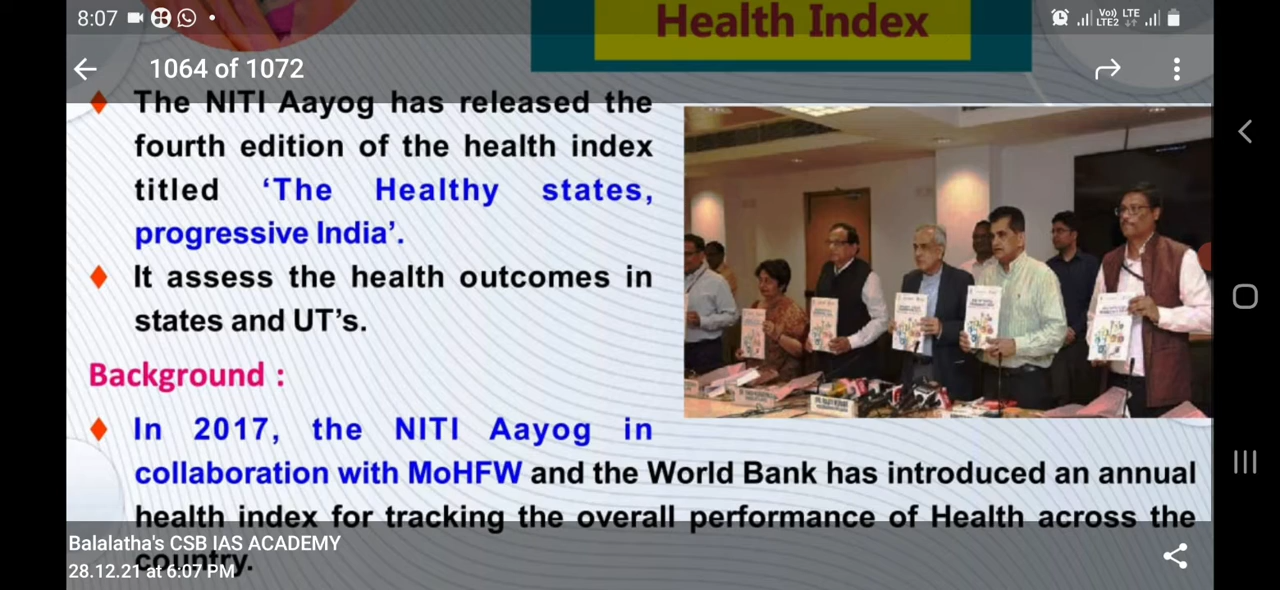 8:07
Vo)) LTE
LTE2
Health Index
1064 of 1072
The NITI Aayog has released the
fourth edition of the health index
titled ‘The Healthy states,
progressive India’.
It assess the health outcomes in
states and UT’s.
Background :
In 2017, the NITI Aayog in
collaboration with MoHFW and the World Bank has introduced an annual
health index for tracking the overall performance of Health across the
country.
Balalatha's CSB IAS ACADEMY
28.12.21 at 6:07 PM